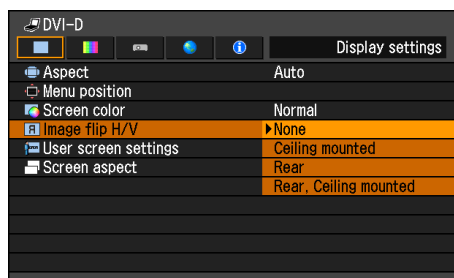 DVI-D
Display settings
Aspect Auto
Menu position
Screen color Normal
Image flip H/V None
User screen settings Ceiling mounted
Screen aspect Rear
Rear, Ceiling mounted